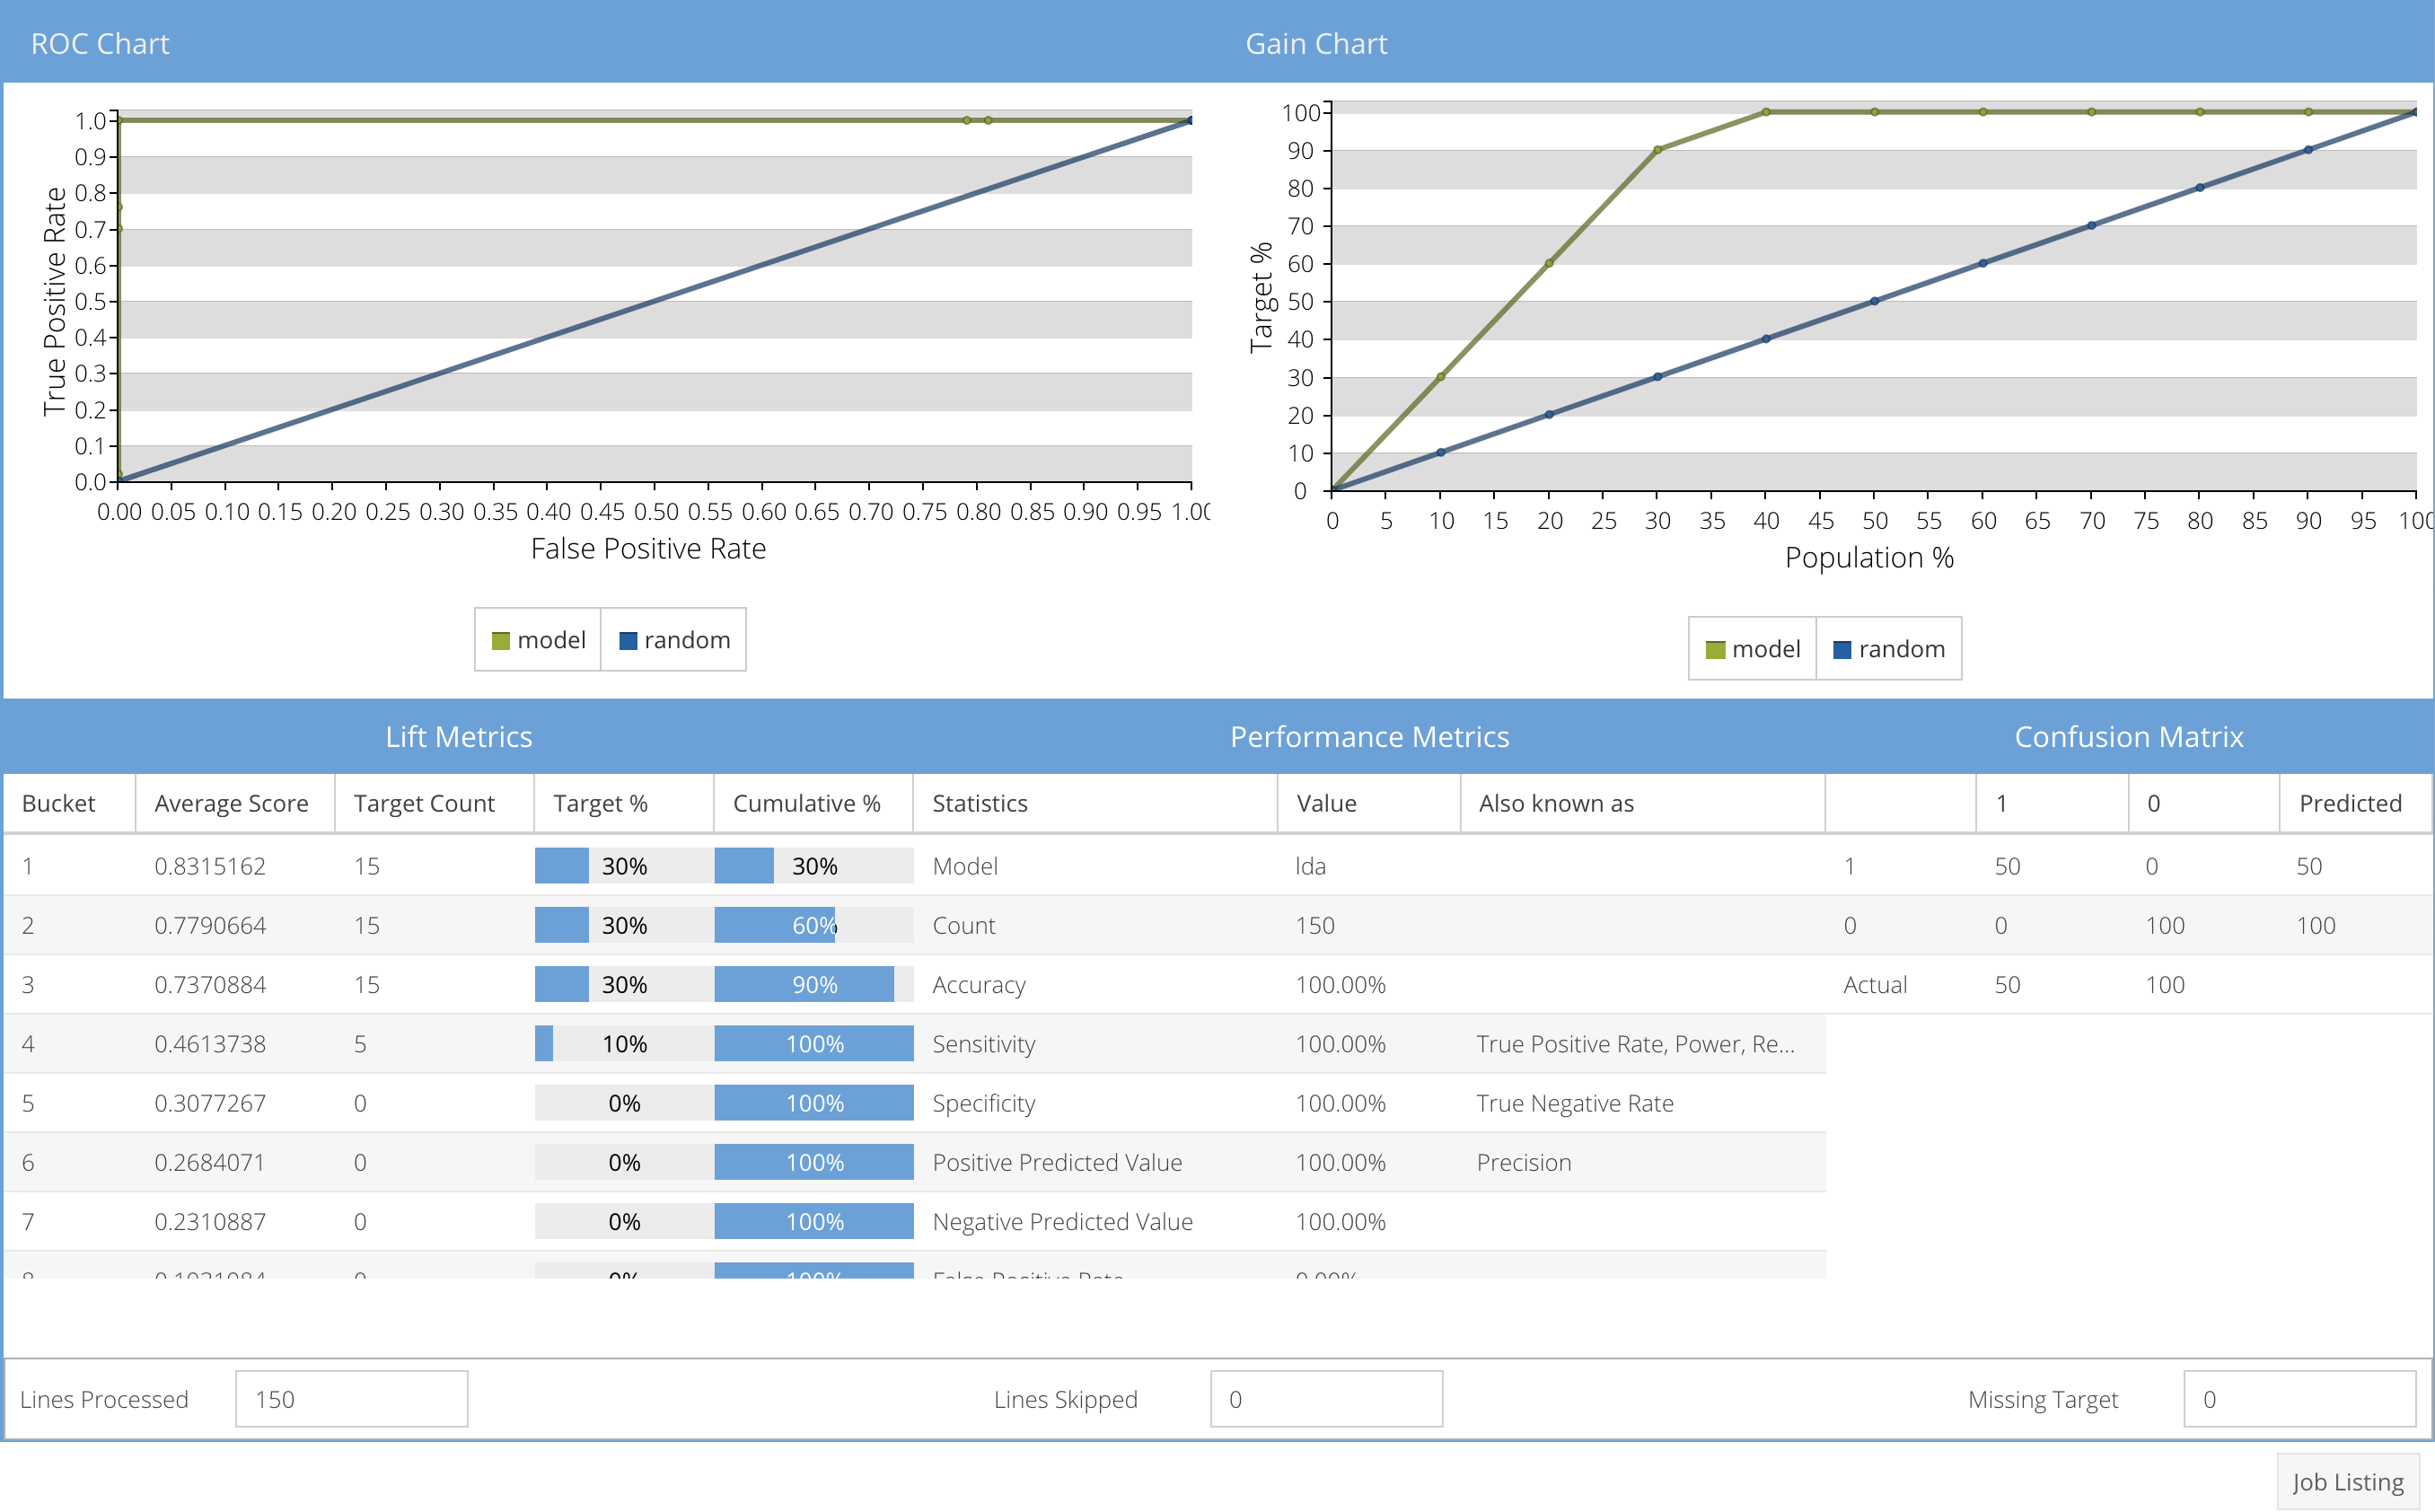 ROC Chart
Gain Chart
1.0
0.9
0.8
0.7
0.6
0.5
0.4
0.3
0.2
0.1
0.0
True Positive Rate
0.00 0.05 0.10 0.15 0.20 0.25 0.30 0.35 0.40 0.45 0.50 0.55 0.60 0.65 0.70 0.75 0.80 0.85 0.90 0.95 1.00
False Positive Rate
model random
100
90
80
70
60
50
40
30
20
10
0
Target %
0 5 10 15 20 25 30 35 40 45 50 55 60 65 70 75 80 85 90 95 100
Population %
model random
Lift Metrics
Bucket Average Score Target Count Target % Cumulative %
1 0.8315162 15 30% 30%
2 0.7790664 15 30% 60%
3 0.7370884 15 30% 90%
4 0.4613738 5 10% 100%
5 0.3077267 0 0% 100%
6 0.2684071 0 0% 100%
7 0.2310887 0 0% 100%
Performance Metrics
Statistics Value Also known as
Model lda
Count 150
Accuracy 100.00%
Sensitivity 100.00% True Positive Rate, Power, Re...
Specificity 100.00% True Negative Rate
Positive Predicted Value 100.00% Precision
Negative Predicted Value 100.00%
False Positive Rate 0.00%
Confusion Matrix
1 0 Predicted
1 50 0 50
0 0 100 100
Actual 50 100
Lines Processed 150
Lines Skipped 0
Missing Target 0
Job Listing